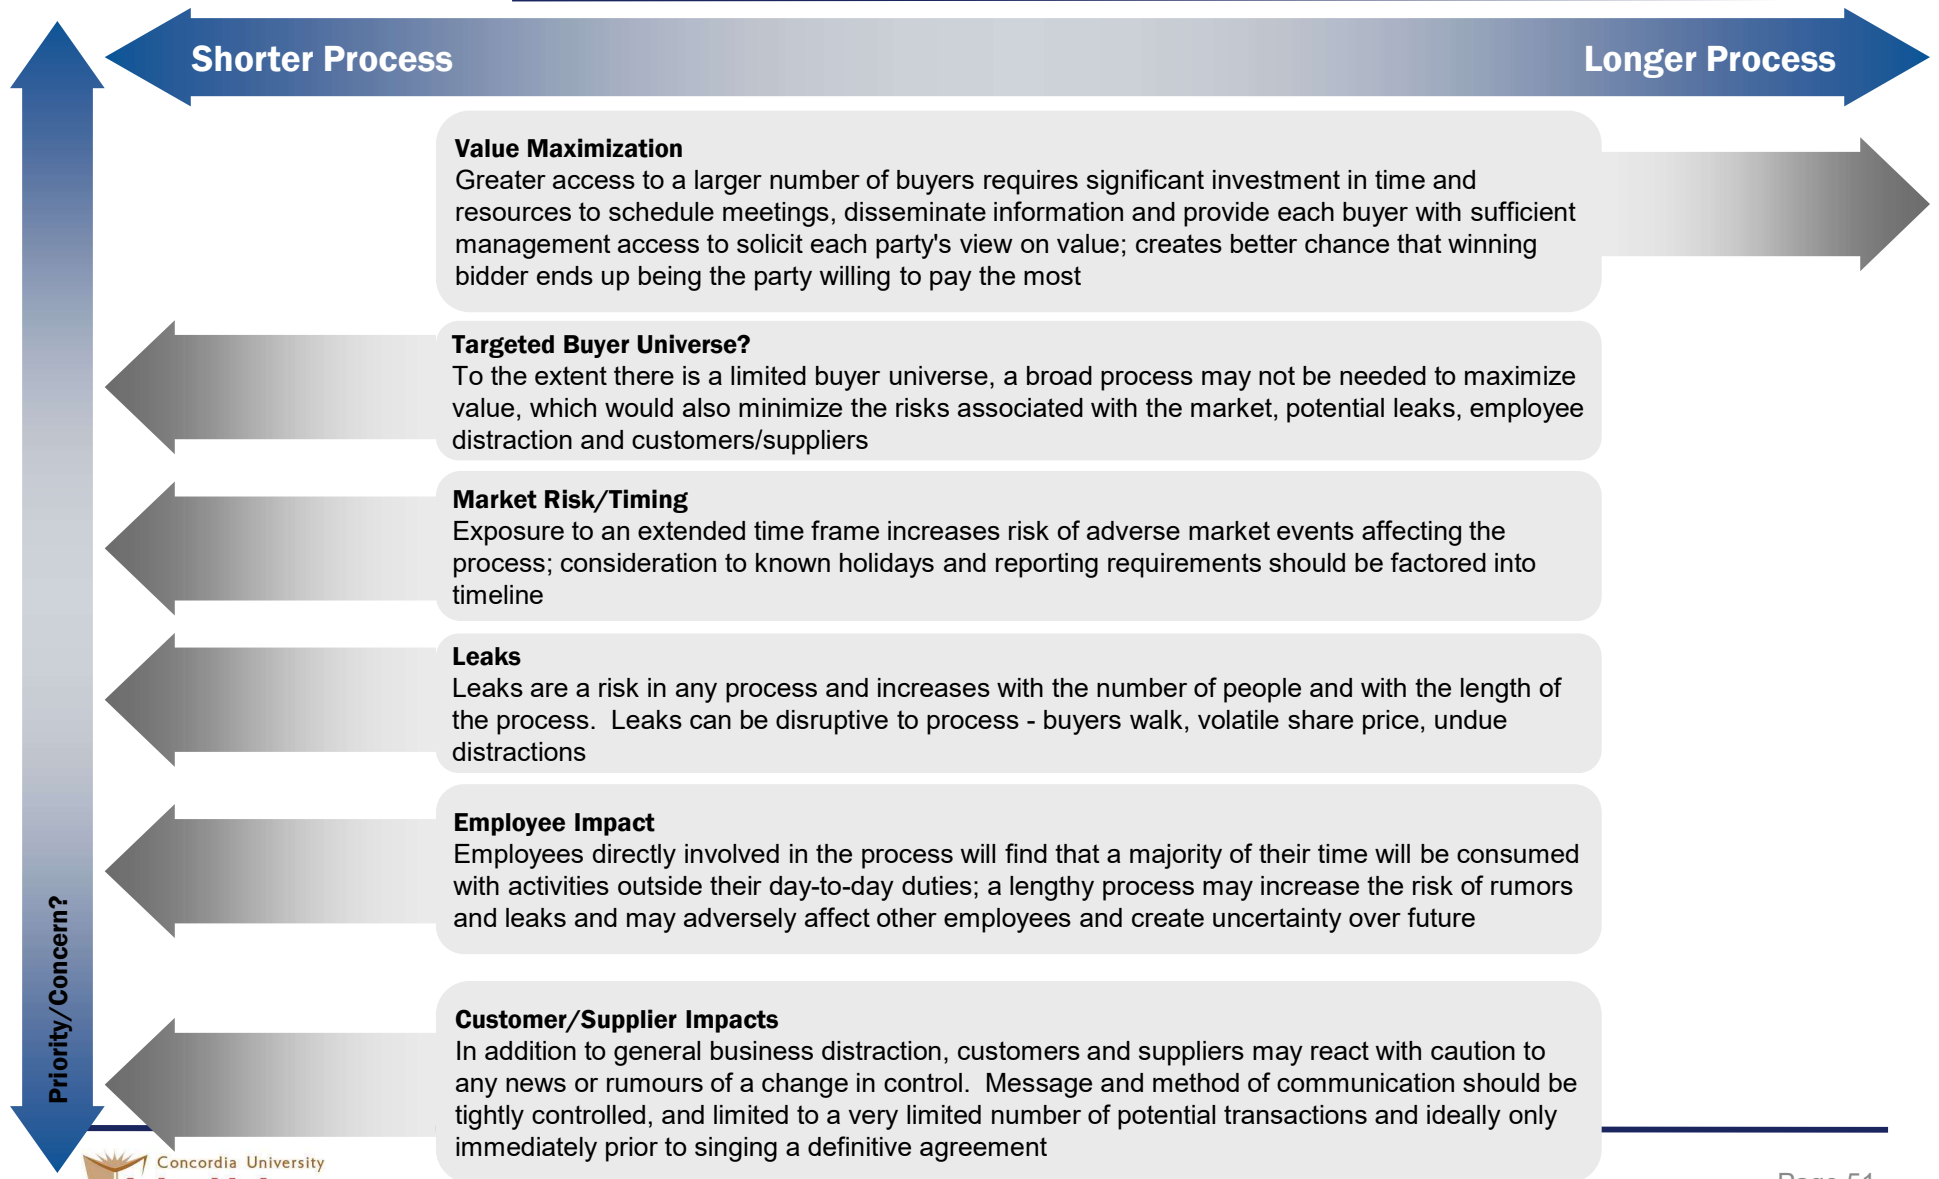 Shorter Process
Longer Process
Value Maximization
Greater access to a larger number of buyers requires significant investment in time and
resources to schedule meetings, disseminate information and provide each buyer with sufficient
management access to solicit each party's view on value; creates better chance that winning
bidder ends up being the party willing to pay the most
Targeted Buyer Universe?
To the extent there is a limited buyer universe, a broad process may not be needed to maximize
value, which would also minimize the risks associated with the market, potential leaks, employee
distraction and customers/suppliers
Market Risk/Timing
Exposure to an extended time frame increases risk of adverse market events affecting the
process; consideration to known holidays and reporting requirements should be factored into
timeline
Leaks
Leaks are a risk in any process and increases with the number of people and with the length of
the process.  Leaks can be disruptive to process - buyers walk, volatile share price, undue
distractions
Employee Impact
Employees directly involved in the process will find that a majority of their time will be consumed
with activities outside their day-to-day duties; a lengthy process may increase the risk of rumors
and leaks and may adversely affect other employees and create uncertainty over future
Priority/Concern?
Customer/Supplier Impacts
In addition to general business distraction, customers and suppliers may react with caution to
any news or rumours of a change in control.  Message and method of communication should be
tightly controlled, and limited to a very limited number of potential transactions and ideally only
immediately prior to singing a definitive agreement
Concordia University
Page 51